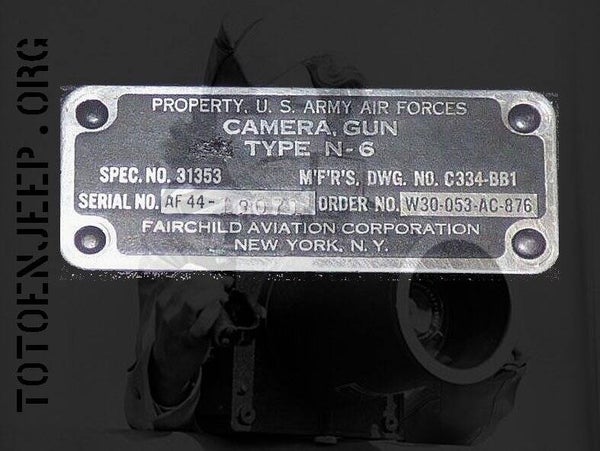 TOTOENJEEP.ORG
PROPERTY, U. S. ARMY AIR FORCES
CAMERA, GUN
TYPE N-6
SPEC. NO. 31353 M'F'R'S, DWG. NO. C334-BB1
SERIAL NO. AF 44- ORDER NO. W30-053-AC-876
FAIRCHILD AVIATION CORPORATION
NEW YORK, N. Y.